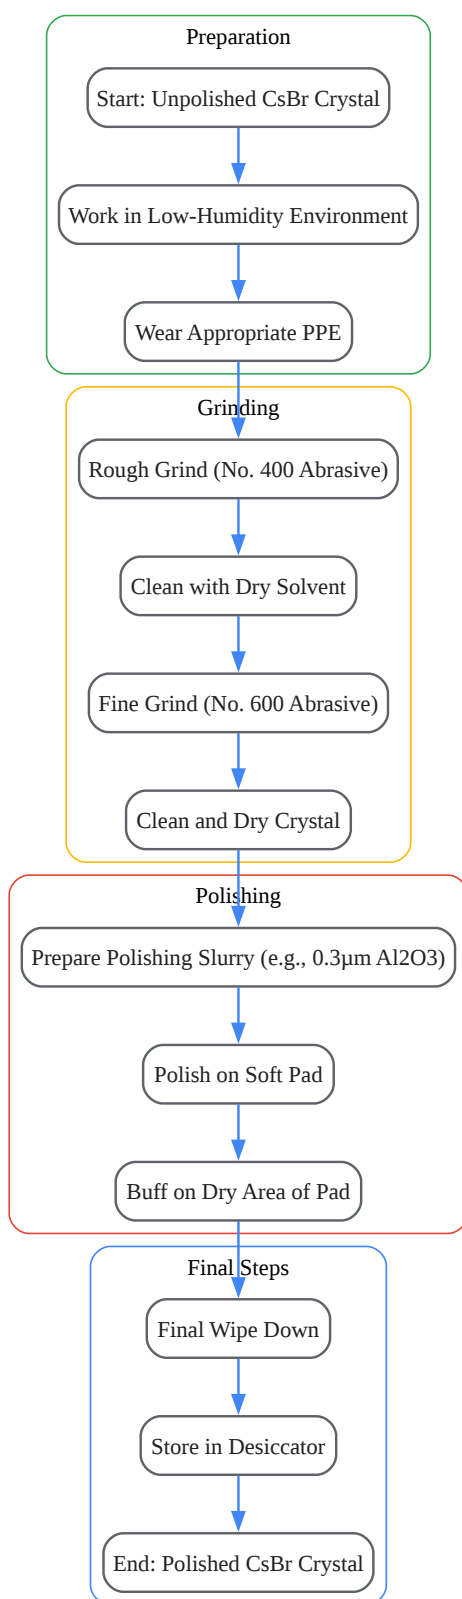 Preparation
Start: Unpolished CsBr Crystal
Work in Low-Humidity Environment
Wear Appropriate PPE
Grinding
Rough Grind (No. 400 Abrasive)
Clean with Dry Solvent
Fine Grind (No. 600 Abrasive)
Clean and Dry Crystal
Polishing
Prepare Polishing Slurry (e.g., 0.3µm Al2O3)
Polish on Soft Pad
Buff on Dry Area of Pad
Final Steps
Final Wipe Down
Store in Desiccator
End: Polished CsBr Crystal